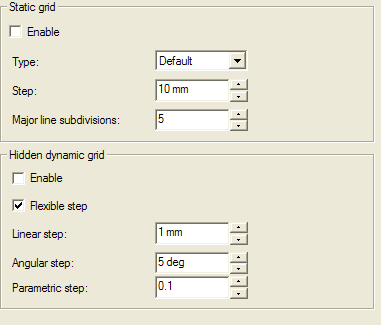 Static grid
Enable
Type: Default
Step: 10 mm
Major line subdivisions: 5
Hidden dynamic grid
Enable
Flexible step
Linear step: 1 mm
Angular step: 5 deg
Parametric step: 0.1